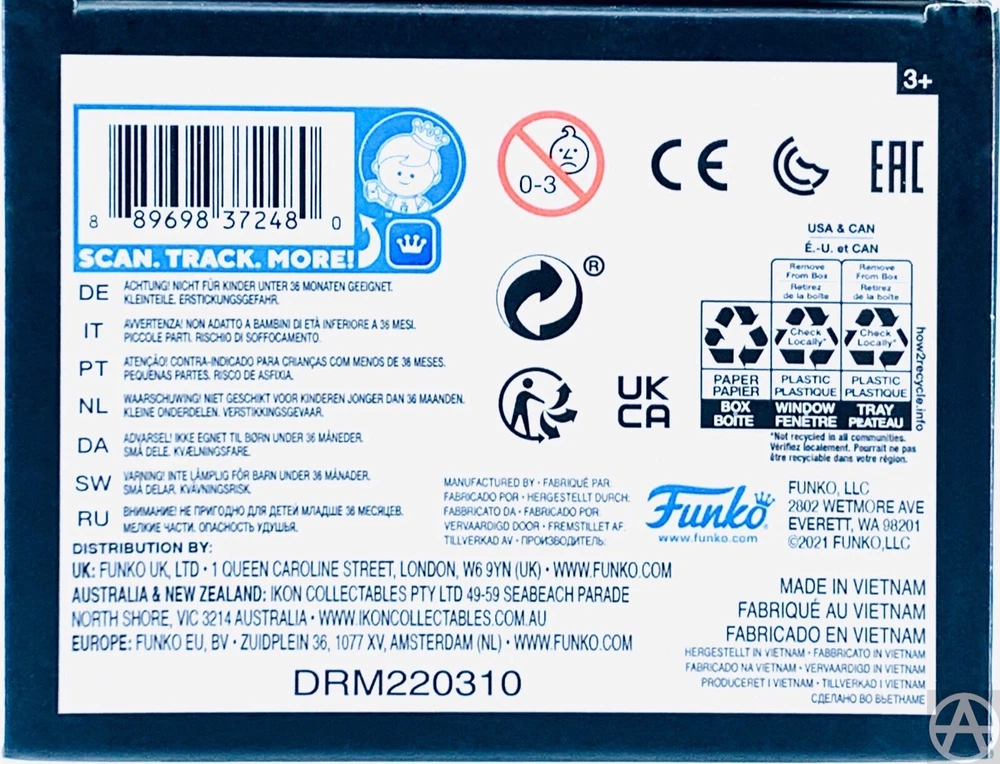 3+
8 89698 37248 0
SCAN. TRACK. MORE!
0-3
CE
EAC
USA & CAN
É.-U. et CAN
Remove
From Box
Retirez
de la boîte
Remove
From Box
Retirez
de la boîte
Check
Locally*
Check
Locally*
PAPER
PAPIER
PLASTIC
PLASTIQUE
PLASTIC
PLASTIQUE
BOX
BOÎTE
WINDOW
FENÊTRE
TRAY
PLATEAU
how2recycle.info
*Not recycled in all communities.
Vérifiez localement. Pourrait ne pas
être recyclable dans votre région.
®
UK
CA
DE ACHTUNG! NICHT FÜR KINDER UNTER 36 MONATEN GEEIGNET.
KLEINTEILE. ERSTICKUNGSGEFAHR.
IT AVVERTENZA! NON ADATTO A BAMBINI DI ETÀ INFERIORE A 36 MESI.
PICCOLE PARTI. RISCHIO DI SOFFOCAMENTO.
PT ATENÇÃO! CONTRA-INDICADO PARA CRIANÇAS COM MENOS DE 36 MESES.
PEQUENAS PARTES. RISCO DE ASFIXIA.
NL WAARSCHUWING! NIET GESCHIKT VOOR KINDEREN JONGER DAN 36 MAANDEN.
KLEINE ONDERDELEN. VERSTIKKINGSGEVAAR.
DA ADVARSEL! IKKE EGNET TIL BØRN UNDER 36 MÅNEDER.
SMÅ DELE. KVÆLNINGSFARE.
SW VARNING! INTE LÄMPLIG FÖR BARN UNDER 36 MÅNADER.
SMÅ DELAR. KVÄVNINGSRISK.
RU ВНИМАНИЕ! НЕ ПРИГОДНО ДЛЯ ДЕТЕЙ МЛАДШЕ 36 МЕСЯЦЕВ.
МЕЛКИЕ ЧАСТИ. ОПАСНОСТЬ УДУШЬЯ.
MANUFACTURED BY • FABRIQUÉ PAR:
FABRICADO POR • HERGESTELLT DURCH:
FABBRICATO DA • FABRICADO POR:
VERVAARDIGD DOOR • FREMSTILLET AF:
TILLVERKAD AV • ПРОИЗВОДИТЕЛЬ:
Funko
www.funko.com
FUNKO, LLC
2802 WETMORE AVE
EVERETT, WA 98201
©2021 FUNKO,LLC
DISTRIBUTION BY:
UK: FUNKO UK, LTD • 1 QUEEN CAROLINE STREET, LONDON, W6 9YN (UK) • WWW.FUNKO.COM
AUSTRALIA & NEW ZEALAND: IKON COLLECTABLES PTY LTD 49-59 SEABEACH PARADE
NORTH SHORE, VIC 3214 AUSTRALIA • WWW.IKONCOLLECTABLES.COM.AU
EUROPE: FUNKO EU, BV • ZUIDPLEIN 36, 1077 XV, AMSTERDAM (NL) • WWW.FUNKO.COM
DRM220310
MADE IN VIETNAM
FABRIQUÉ AU VIETNAM
FABRICADO EN VIETNAM
HERGESTELLT IN VIETNAM • FABBRICATO IN VIETNAM
FABRICADO NA VIETNAM • VERVAARDIGD IN VIETNAM
PRODUCERET I VIETNAM • TILLVERKAD I VIETNAM
СДЕЛАНО ВО ВЬЕТНАМЕ